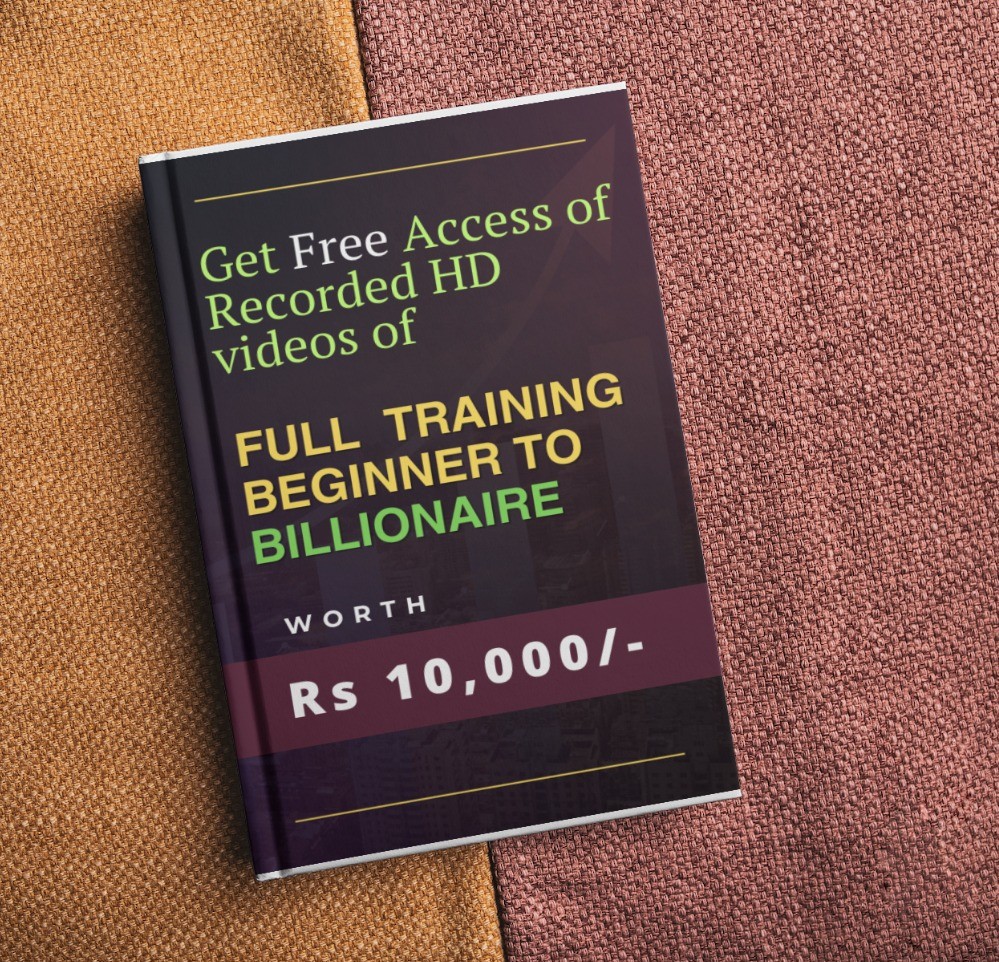 Get Free Access of
Recorded HD
videos of
FULL TRAINING
BEGINNER TO
BILLIONAIRE
WORTH
Rs 10,000/-